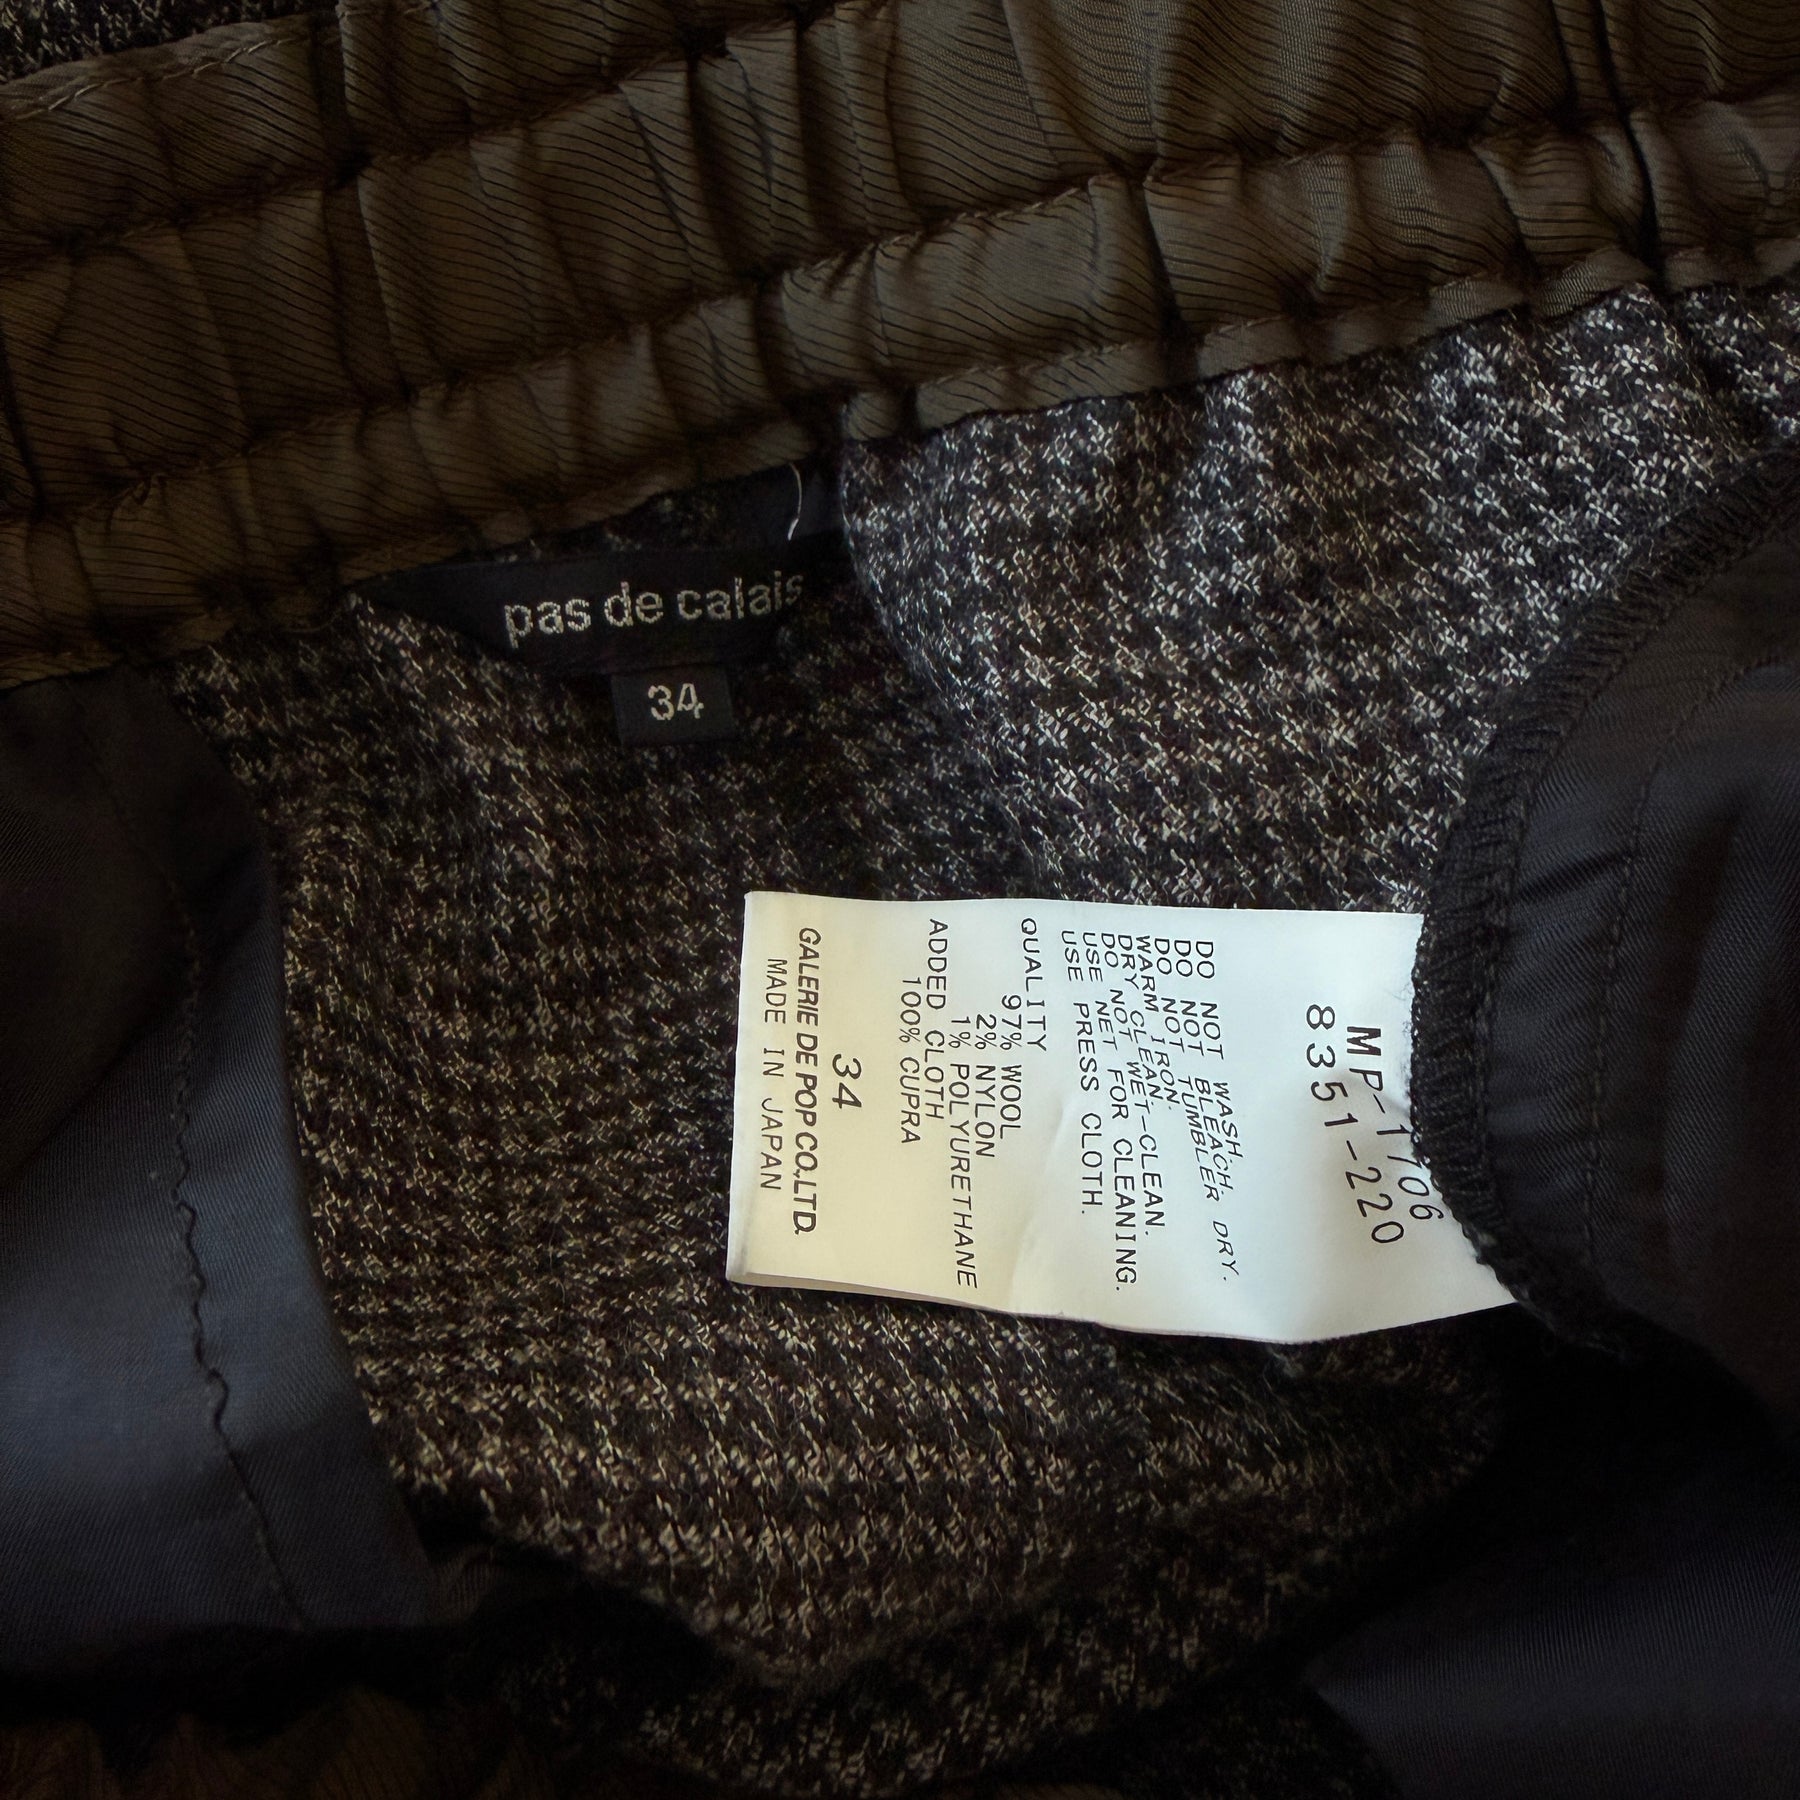 pas de calais
34
MP-1706
8351-220
DO NOT WASH.
DO NOT BLEACH.
DO NOT TUMBLER DRY.
WARM IRON.
DRY CLEAN.
DO NOT WET-CLEAN.
USE NET FOR CLEANING.
USE PRESS CLOTH.
QUALITY
97% WOOL
2% NYLON
1% POLYURETHANE
ADDED CLOTH
100% CUPRA
34
GALERIE DE POP CO.,LTD.
MADE IN JAPAN